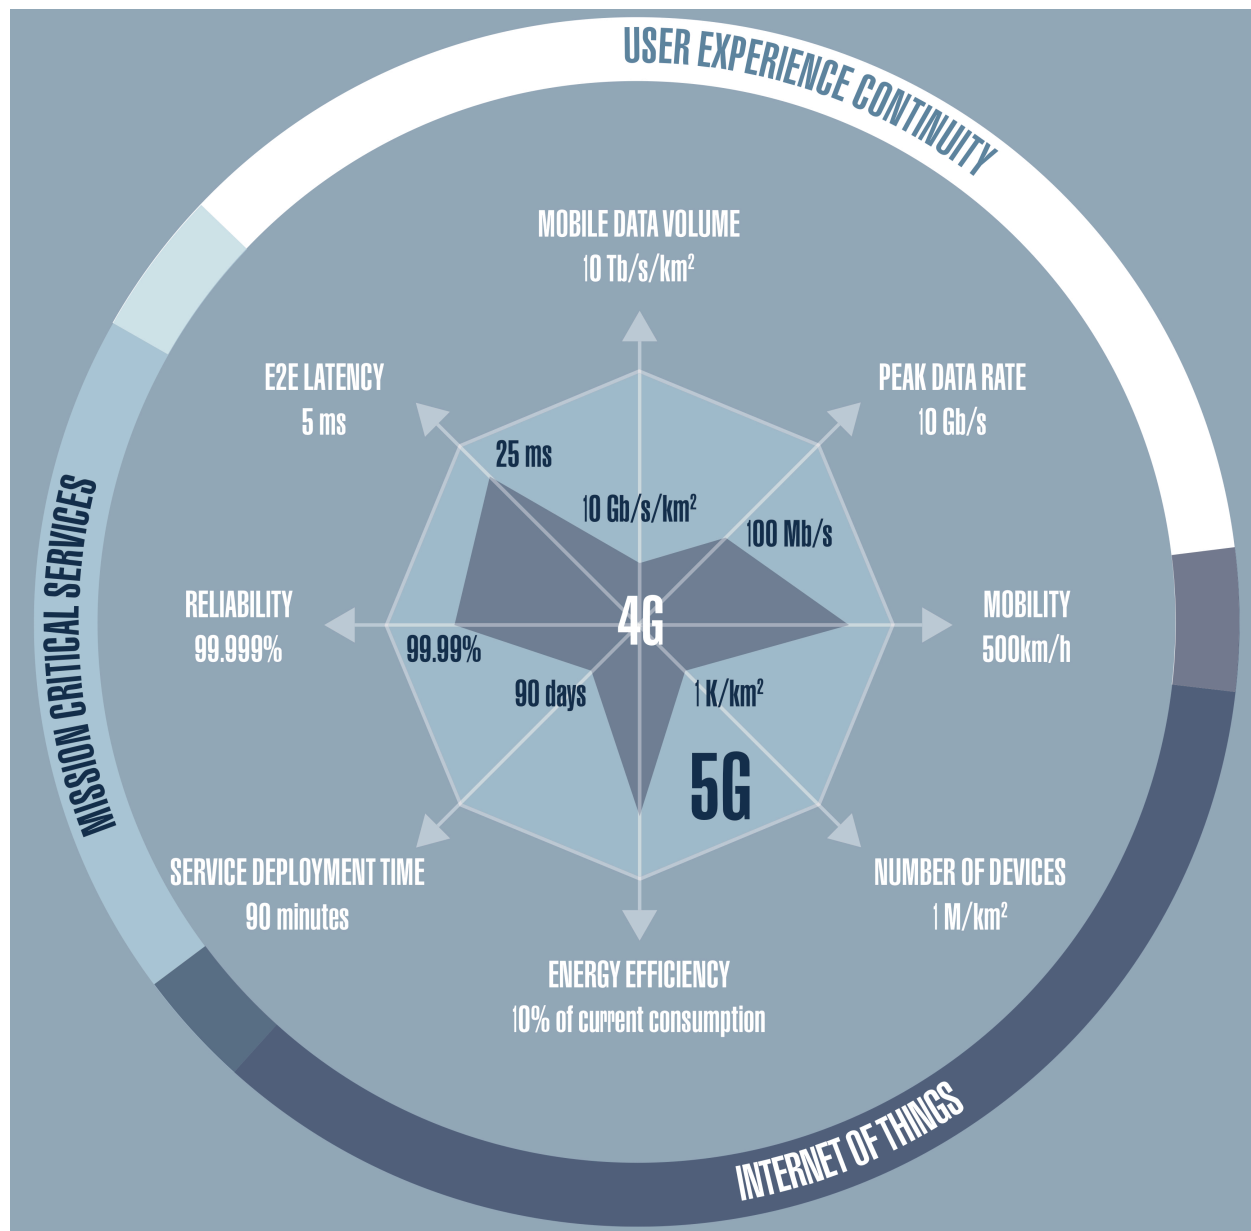 USER EXPERIENCE CONTINUITY
MOBILE DATA VOLUME
10 Tb/s/km²
E2E LATENCY
5 ms
PEAK DATA RATE
10 Gb/s
25 ms
10 Gb/s/km²
100 Mb/s
MISSION CRITICAL SERVICES
RELIABILITY
99.999%
4G
MOBILITY
500km/h
99.99%
90 days
1 K/km²
5G
SERVICE DEPLOYMENT TIME
90 minutes
NUMBER OF DEVICES
1 M/km²
ENERGY EFFICIENCY
10% of current consumption
INTERNET OF THINGS